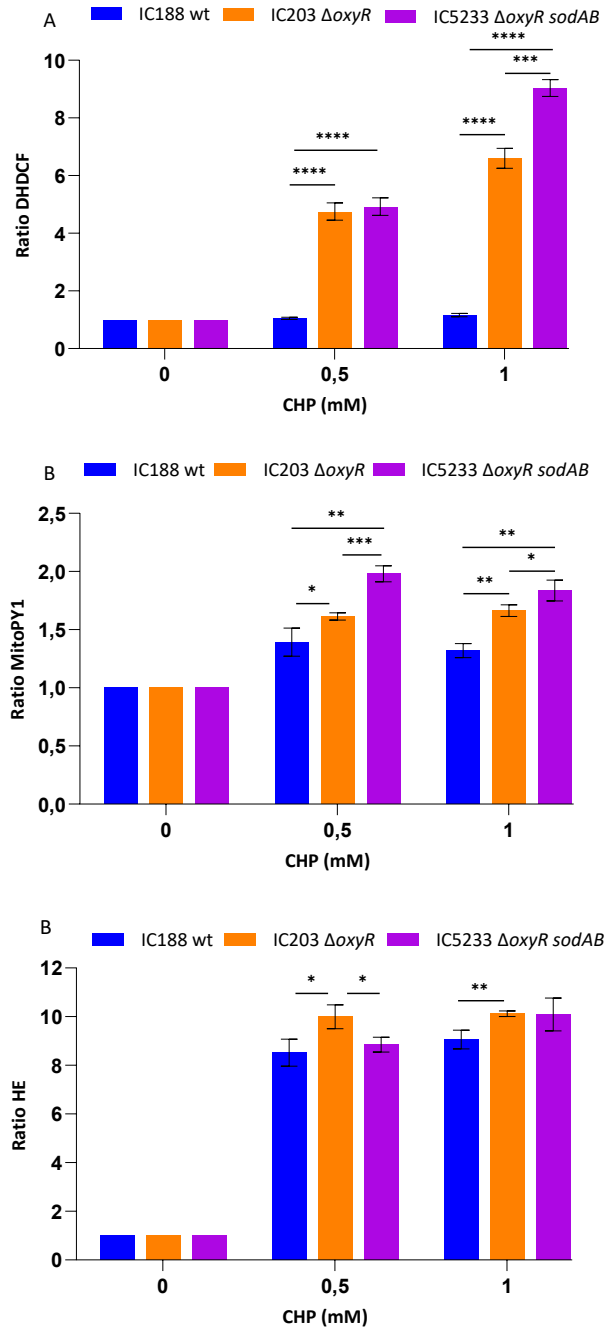 A
IC188 wt IC203 ΔoxyR IC5233 ΔoxyR sodAB
****
***
****
****
****
10
8
6
4
2
0
Ratio DHDCF
0 0,5 1
CHP (mM)
B
IC188 wt IC203 ΔoxyR IC5233 ΔoxyR sodAB
2,5
2,0
1,5
1,0
0,5
0,0
** **
*** *
* **
Ratio MitoPY1
0 0,5 1
CHP (mM)
B
IC188 wt IC203 ΔoxyR IC5233 ΔoxyR sodAB
12
10
8
6
4
2
0
* * **
Ratio HE
0 0,5 1
CHP (mM)